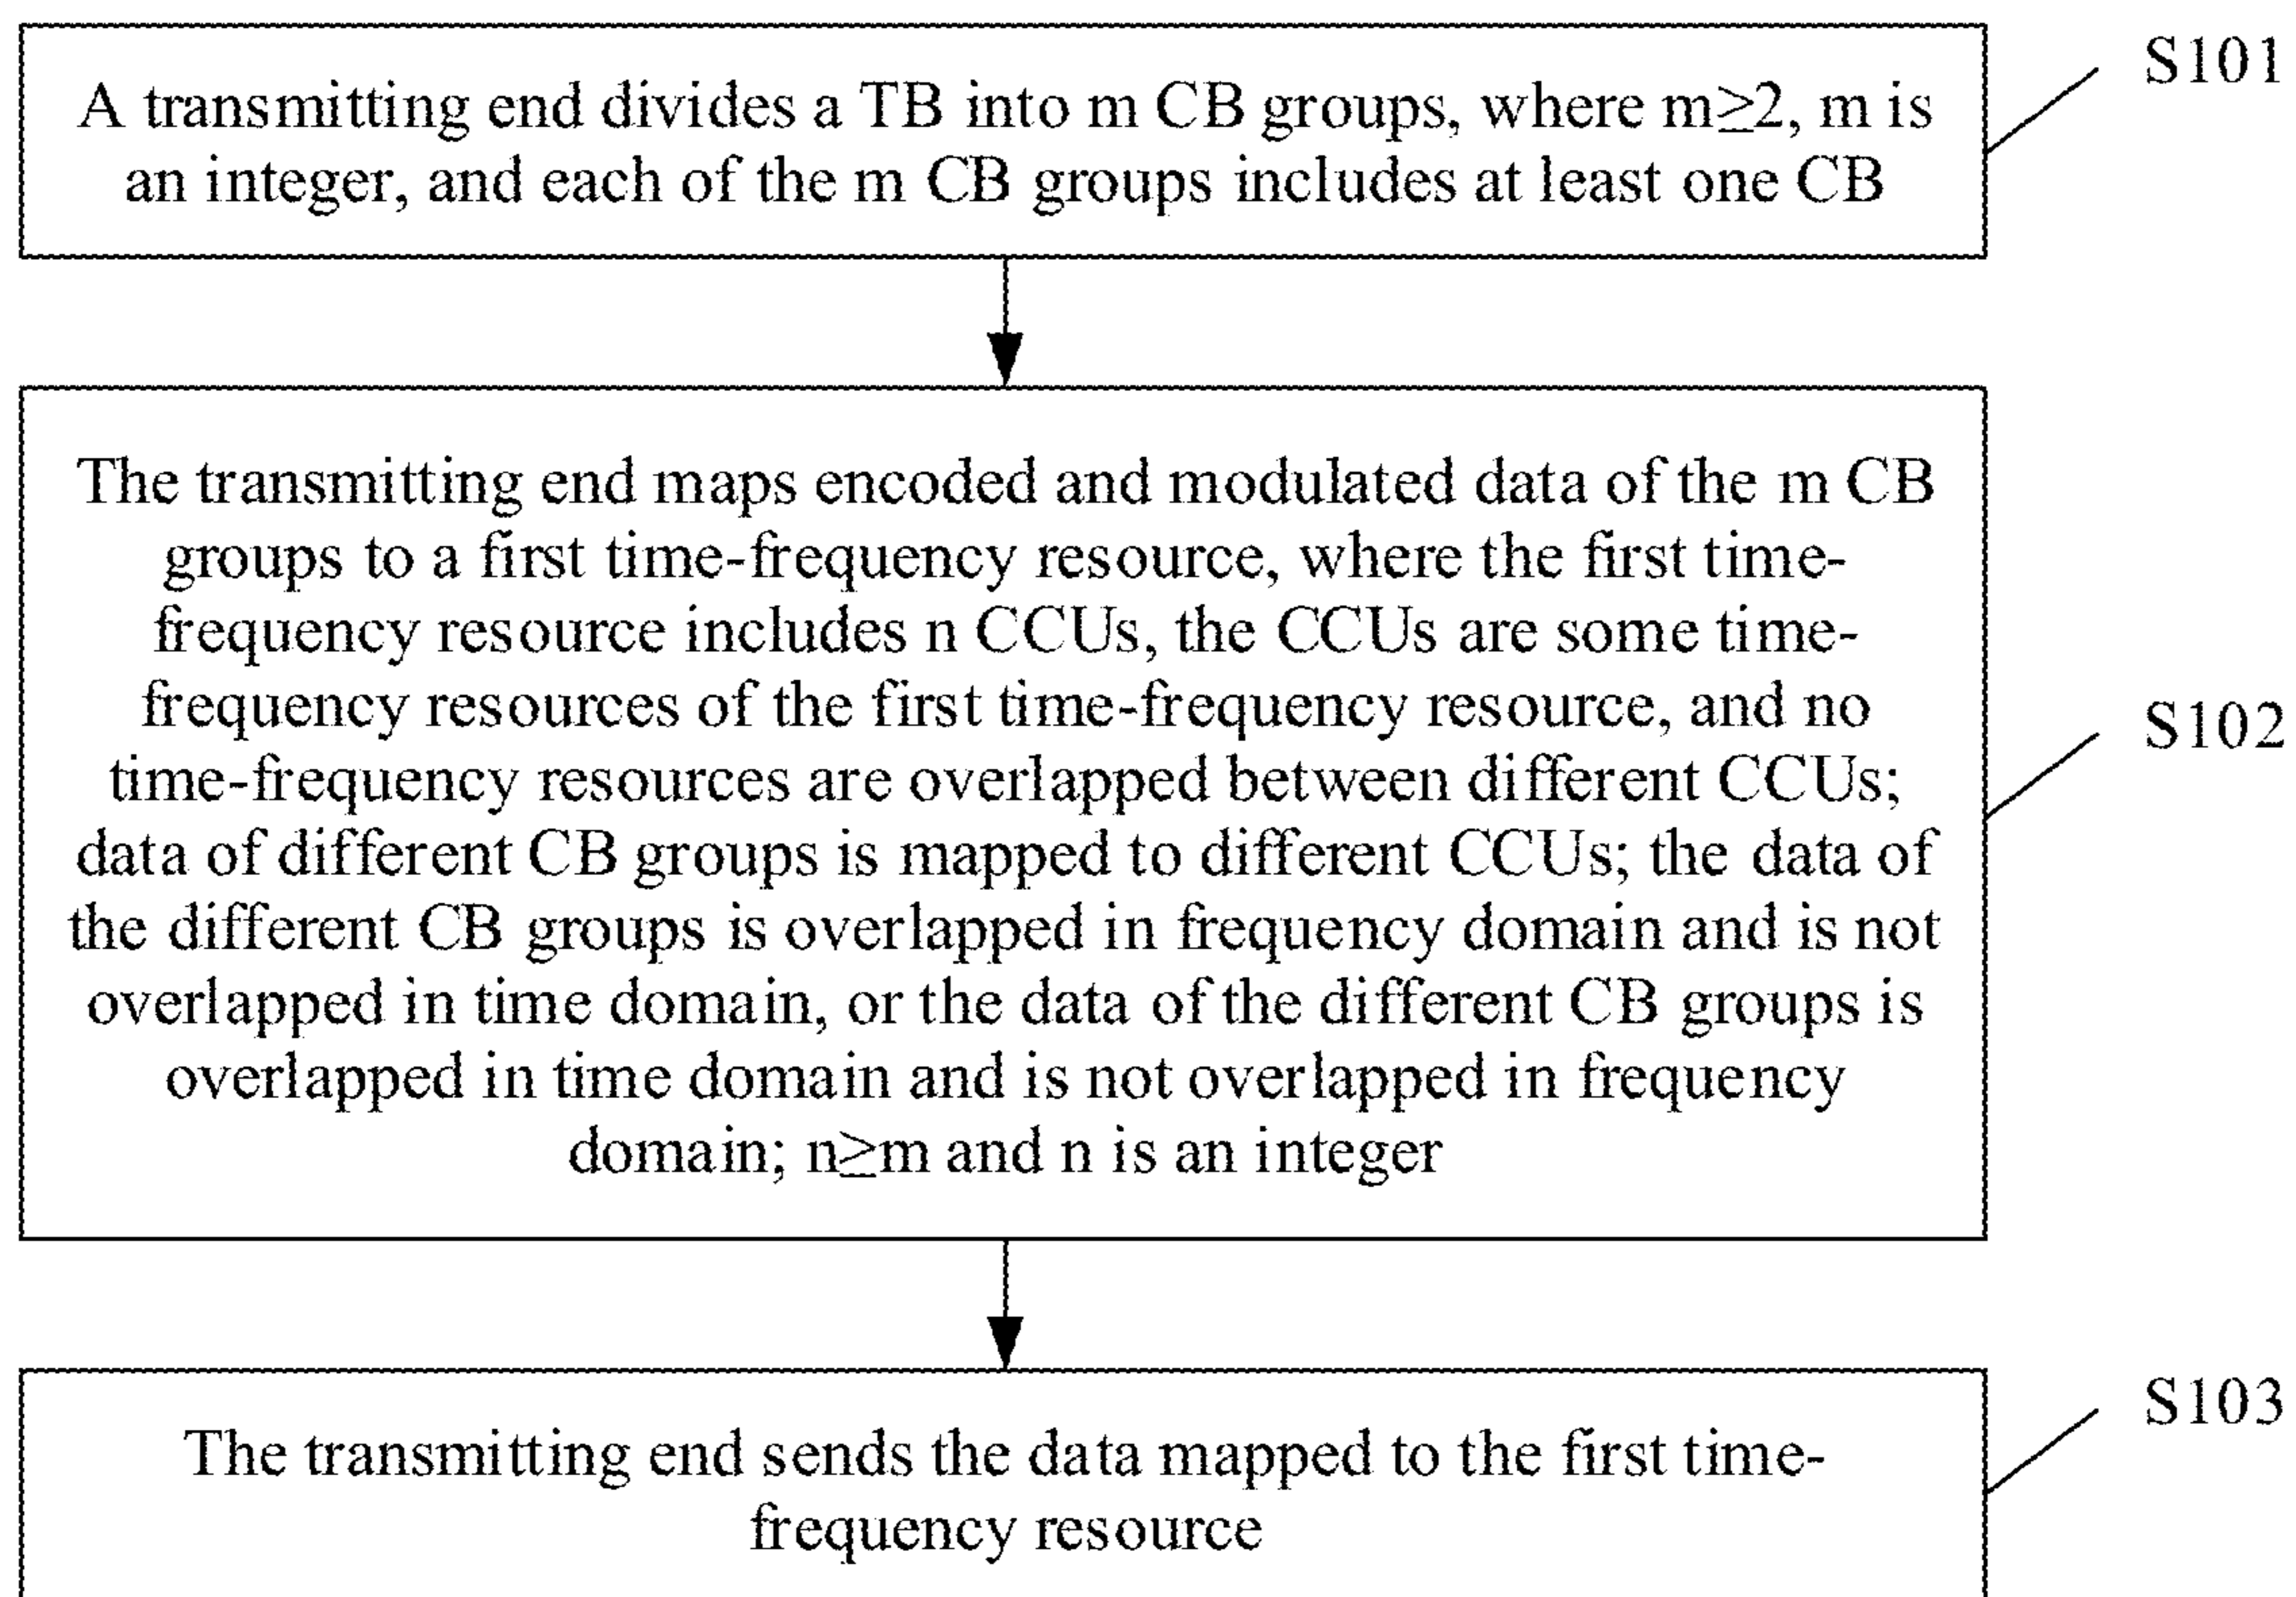 S101
A transmitting end divides a TB into m CB groups, where m≥2, m is
an integer, and each of the m CB groups includes at least one CB
The transmitting end maps encoded and modulated data of the m CB
groups to a first time-frequency resource, where the first time-
frequency resource includes n CCUs, the CCUs are some time-
frequency resources of the first time-frequency resource, and no
time-frequency resources are overlapped between different CCUs;
data of different CB groups is mapped to different CCUs; the data of
the different CB groups is overlapped in frequency domain and is not
overlapped in time domain, or the data of the different CB groups is
overlapped in time domain and is not overlapped in frequency
domain; n≥m and n is an integer
S102
S103
The transmitting end sends the data mapped to the first time-
frequency resource